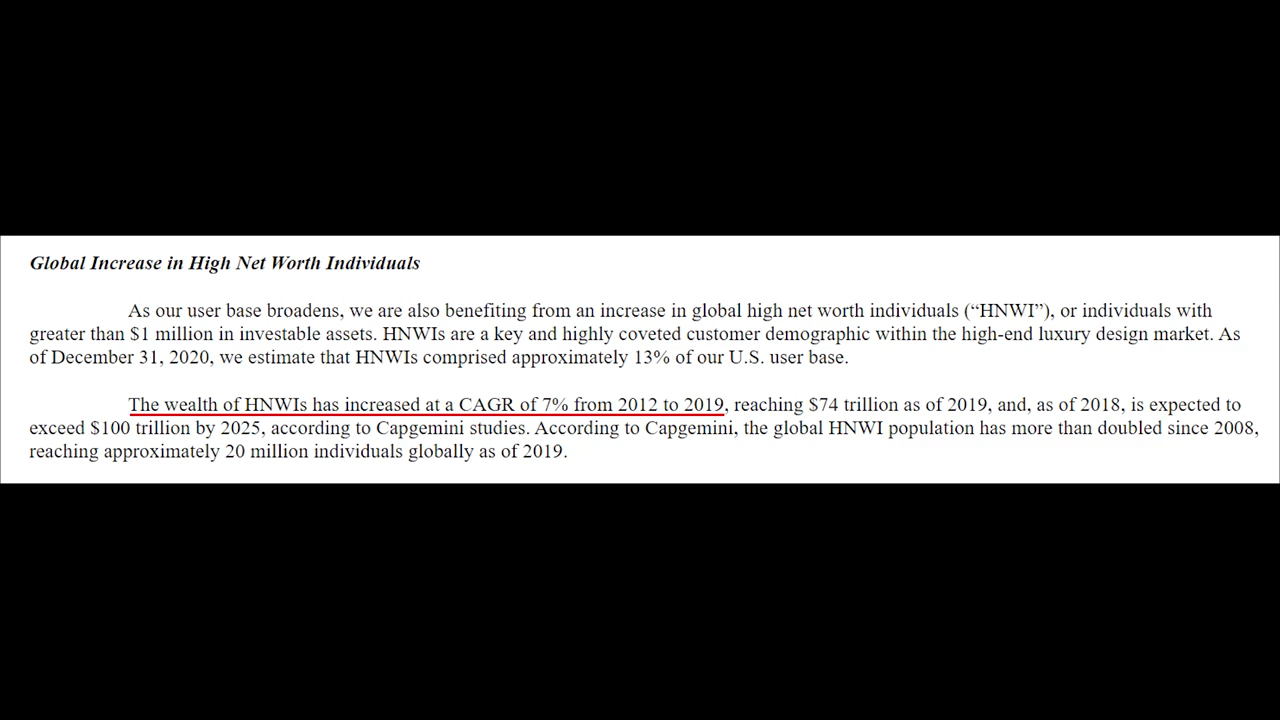 Global Increase in High Net Worth Individuals
As our user base broadens, we are also benefiting from an increase in global high net worth individuals (“HNWI”), or individuals with
greater than $1 million in investable assets. HNWIs are a key and highly coveted customer demographic within the high-end luxury design market. As
of December 31, 2020, we estimate that HNWIs comprised approximately 13% of our U.S. user base.
The wealth of HNWIs has increased at a CAGR of 7% from 2012 to 2019, reaching $74 trillion as of 2019, and, as of 2018, is expected to
exceed $100 trillion by 2025, according to Capgemini studies. According to Capgemini, the global HNWI population has more than doubled since 2008,
reaching approximately 20 million individuals globally as of 2019.